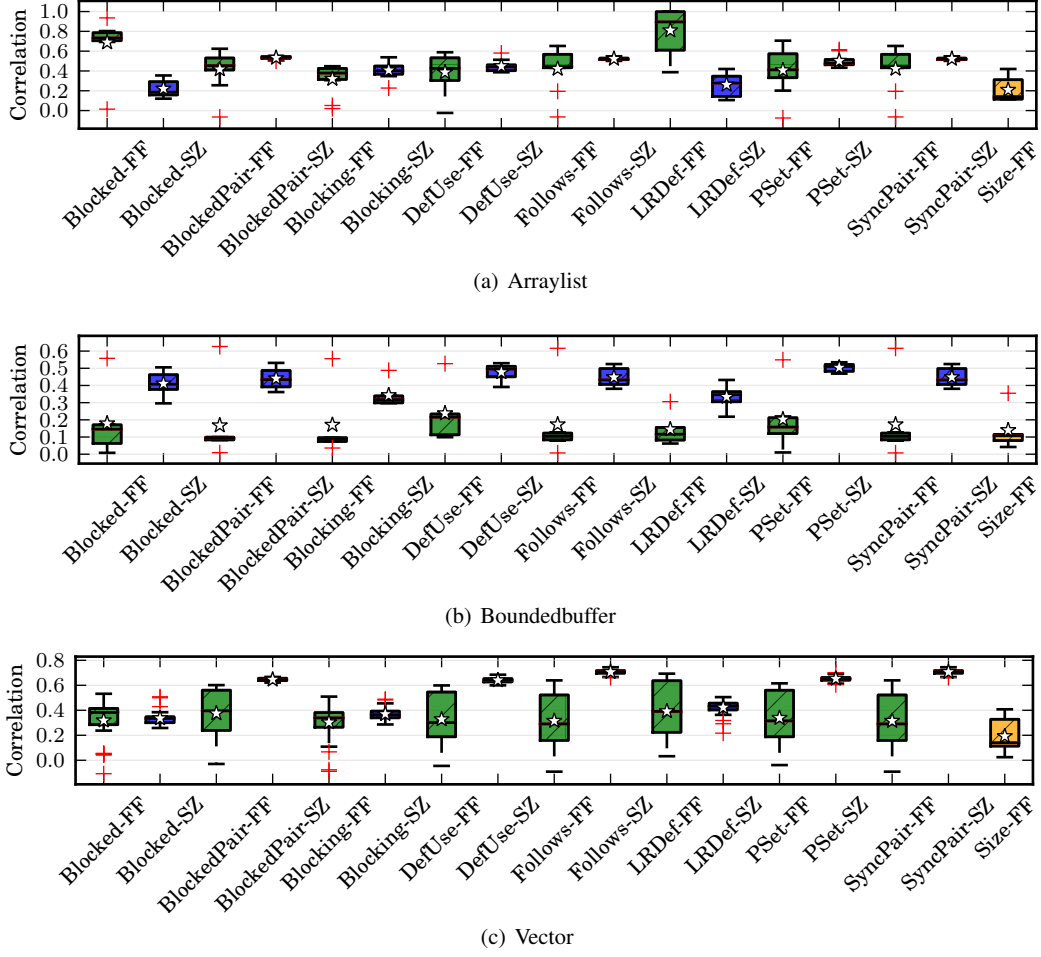 Correlation
1.0
0.8
0.6
0.4
0.2
0.0
Blocked-FF
Blocked-SZ
BlockedPair-FF
BlockedPair-SZ
Blocking-FF
Blocking-SZ
DefUse-FF
DefUse-SZ
Follows-FF
Follows-SZ
LRDef-FF
LRDef-SZ
PSet-FF
PSet-SZ
SyncPair-FF
SyncPair-SZ
Size-FF
(a) Arraylist
Correlation
0.6
0.5
0.4
0.3
0.2
0.1
0.0
Blocked-FF
Blocked-SZ
BlockedPair-FF
BlockedPair-SZ
Blocking-FF
Blocking-SZ
DefUse-FF
DefUse-SZ
Follows-FF
Follows-SZ
LRDef-FF
LRDef-SZ
PSet-FF
PSet-SZ
SyncPair-FF
SyncPair-SZ
Size-FF
(b) Boundedbuffer
Correlation
0.8
0.6
0.4
0.2
0.0
Blocked-FF
Blocked-SZ
BlockedPair-FF
BlockedPair-SZ
Blocking-FF
Blocking-SZ
DefUse-FF
DefUse-SZ
Follows-FF
Follows-SZ
LRDef-FF
LRDef-SZ
PSet-FF
PSet-SZ
SyncPair-FF
SyncPair-SZ
Size-FF
(c) Vector